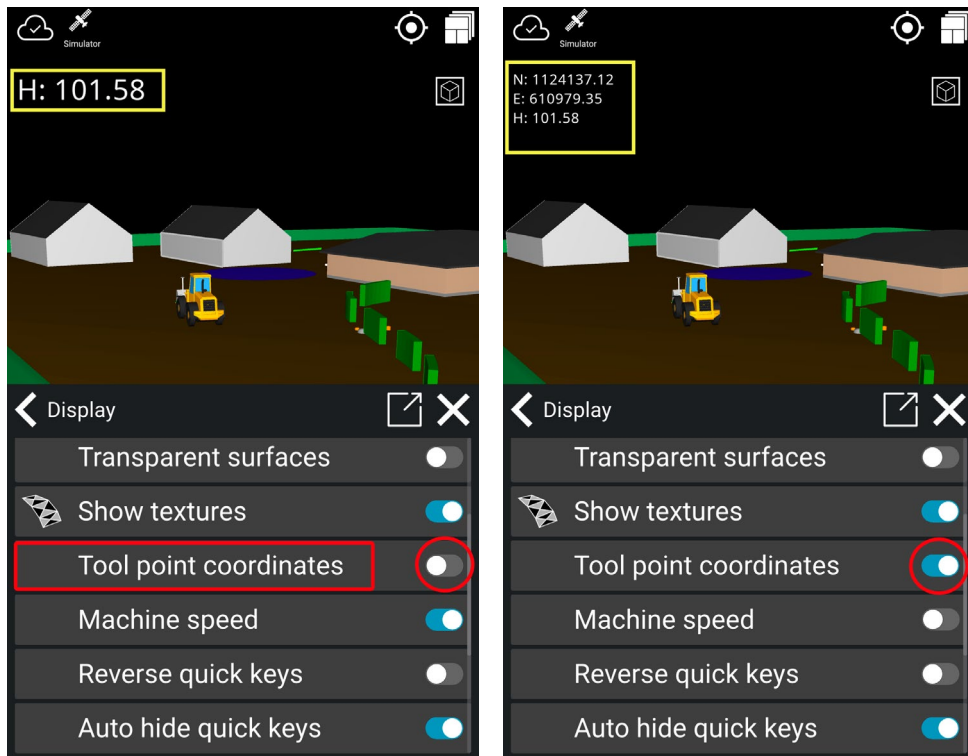 Simulator
H: 101.58
Display
Transparent surfaces
Show textures
Tool point coordinates
Machine speed
Reverse quick keys
Auto hide quick keys
Simulator
N: 1124137.12
E: 610979.35
H: 101.58
Display
Transparent surfaces
Show textures
Tool point coordinates
Machine speed
Reverse quick keys
Auto hide quick keys